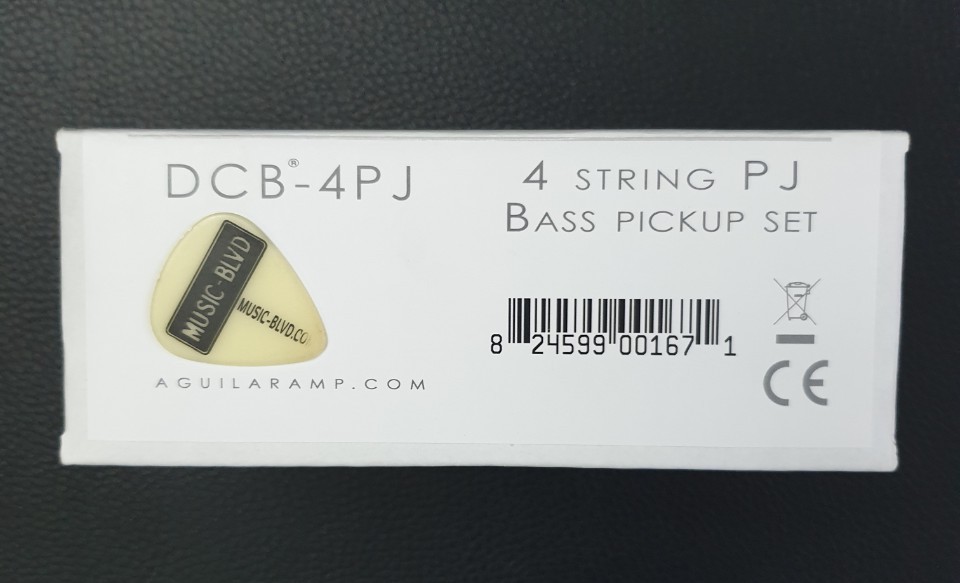 DCB®-4PJ
4 STRING PJ
BASS PICKUP SET
MUSIC-BLVD
MUSIC-BLVD.CO
AGUILARAMP.COM
8 24599 00167 1
CE